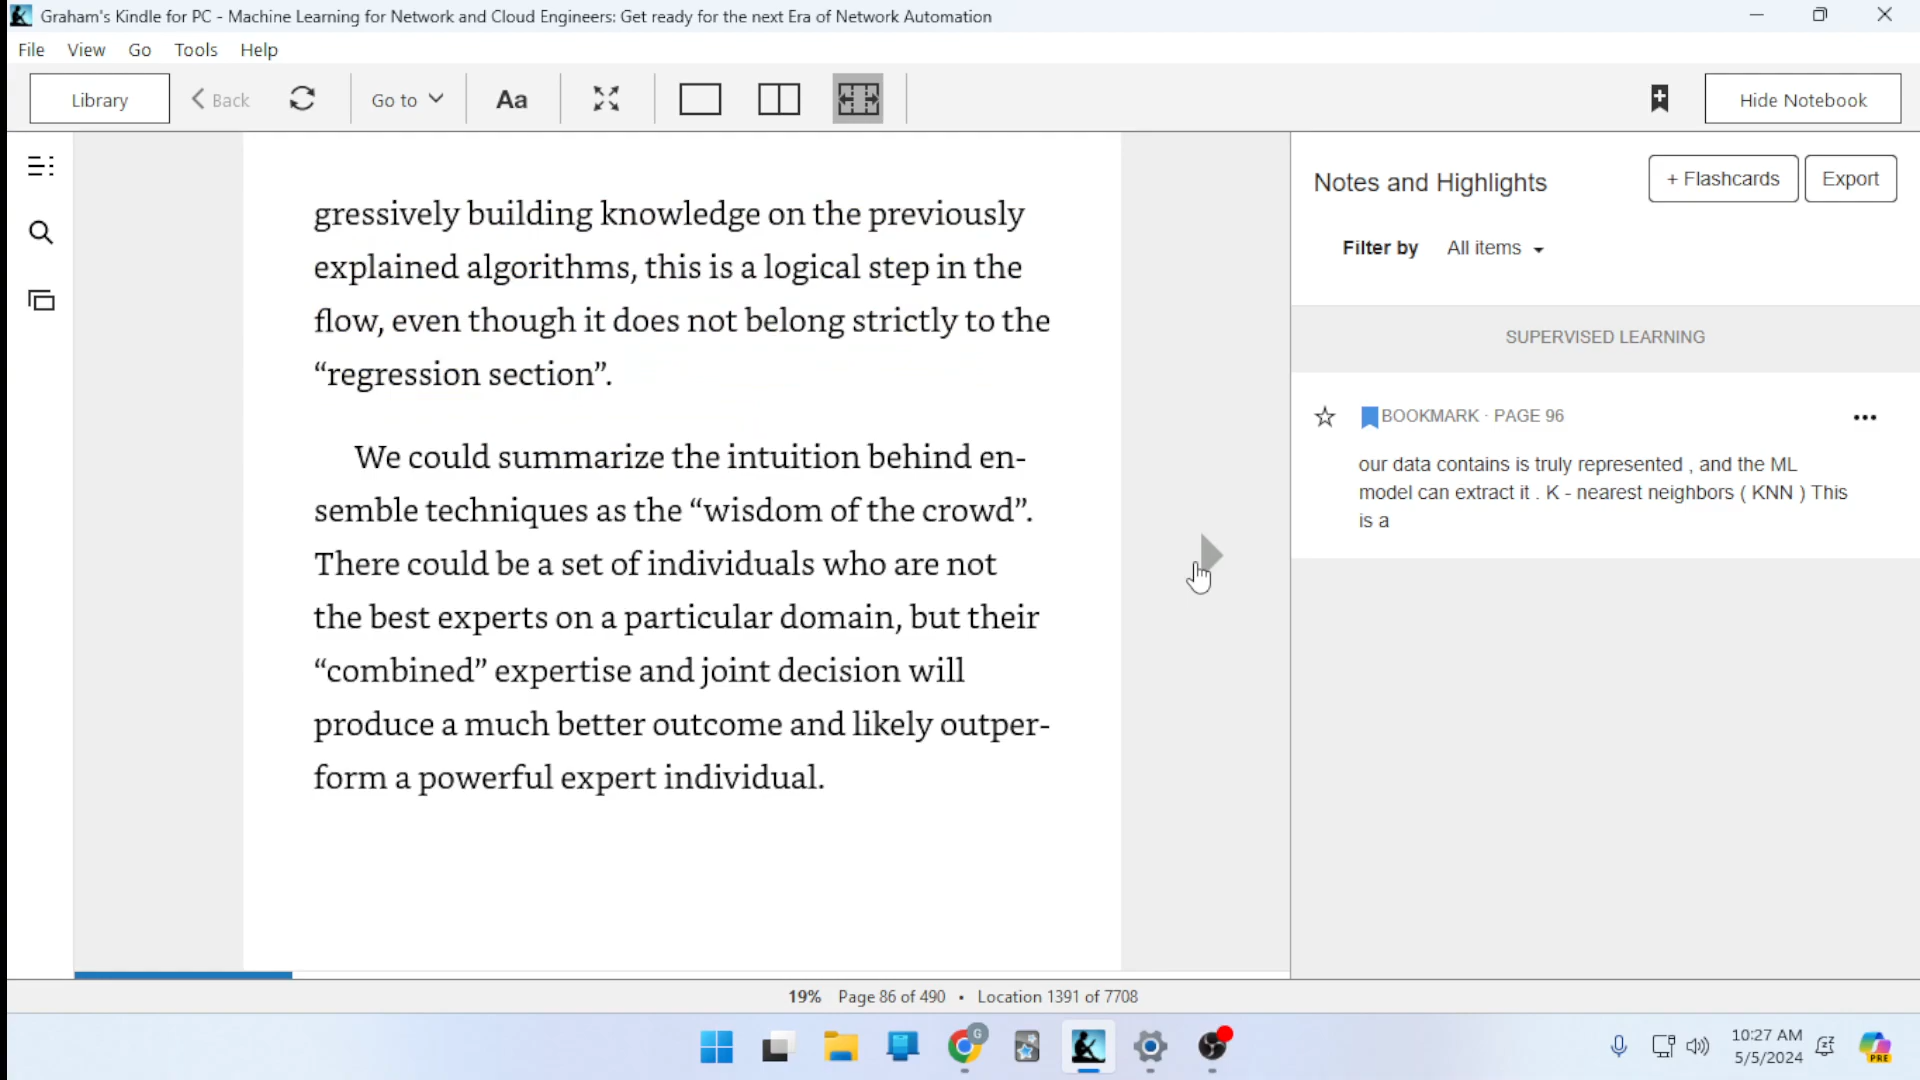 Graham's Kindle for PC - Machine Learning for Network and Cloud Engineers: Get ready for the next Era of Network Automation
File View Go Tools Help
Library Back Go to Aa Hide Notebook
gressively building knowledge on the previously
explained algorithms, this is a logical step in the
flow, even though it does not belong strictly to the
“regression section”.
We could summarize the intuition behind en-
semble techniques as the “wisdom of the crowd”.
There could be a set of individuals who are not
the best experts on a particular domain, but their
“combined” expertise and joint decision will
produce a much better outcome and likely outper-
form a powerful expert individual.
Notes and Highlights + Flashcards Export
Filter by All items
SUPERVISED LEARNING
BOOKMARK · PAGE 96
our data contains is truly represented , and the ML
model can extract it . K - nearest neighbors ( KNN ) This
is a
19% Page 86 of 490 • Location 1391 of 7708
G
10:27 AM
5/5/2024
PRE